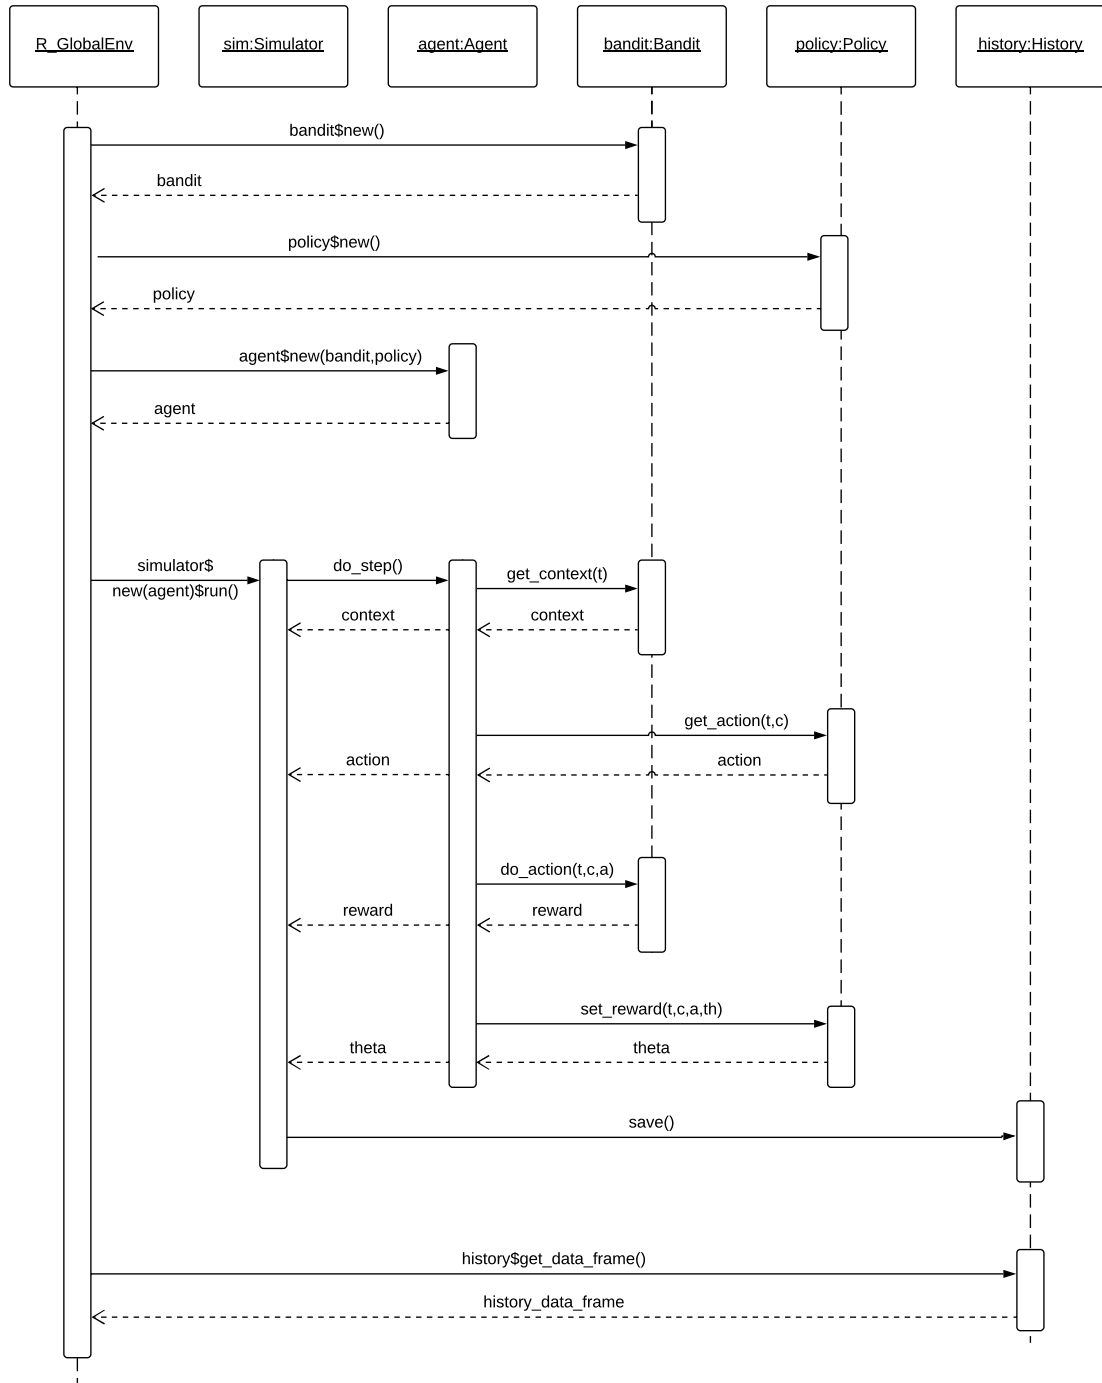 R_GlobalEnv
sim:Simulator
agent:Agent
bandit:Bandit
policy:Policy
history:History
bandit$new()
bandit
policy$new()
policy
agent$new(bandit,policy)
agent
simulator$
new(agent)$run()
do_step()
get_context(t)
context
context
get_action(t,c)
action
action
do_action(t,c,a)
reward
reward
set_reward(t,c,a,th)
theta
theta
save()
history$get_data_frame()
history_data_frame